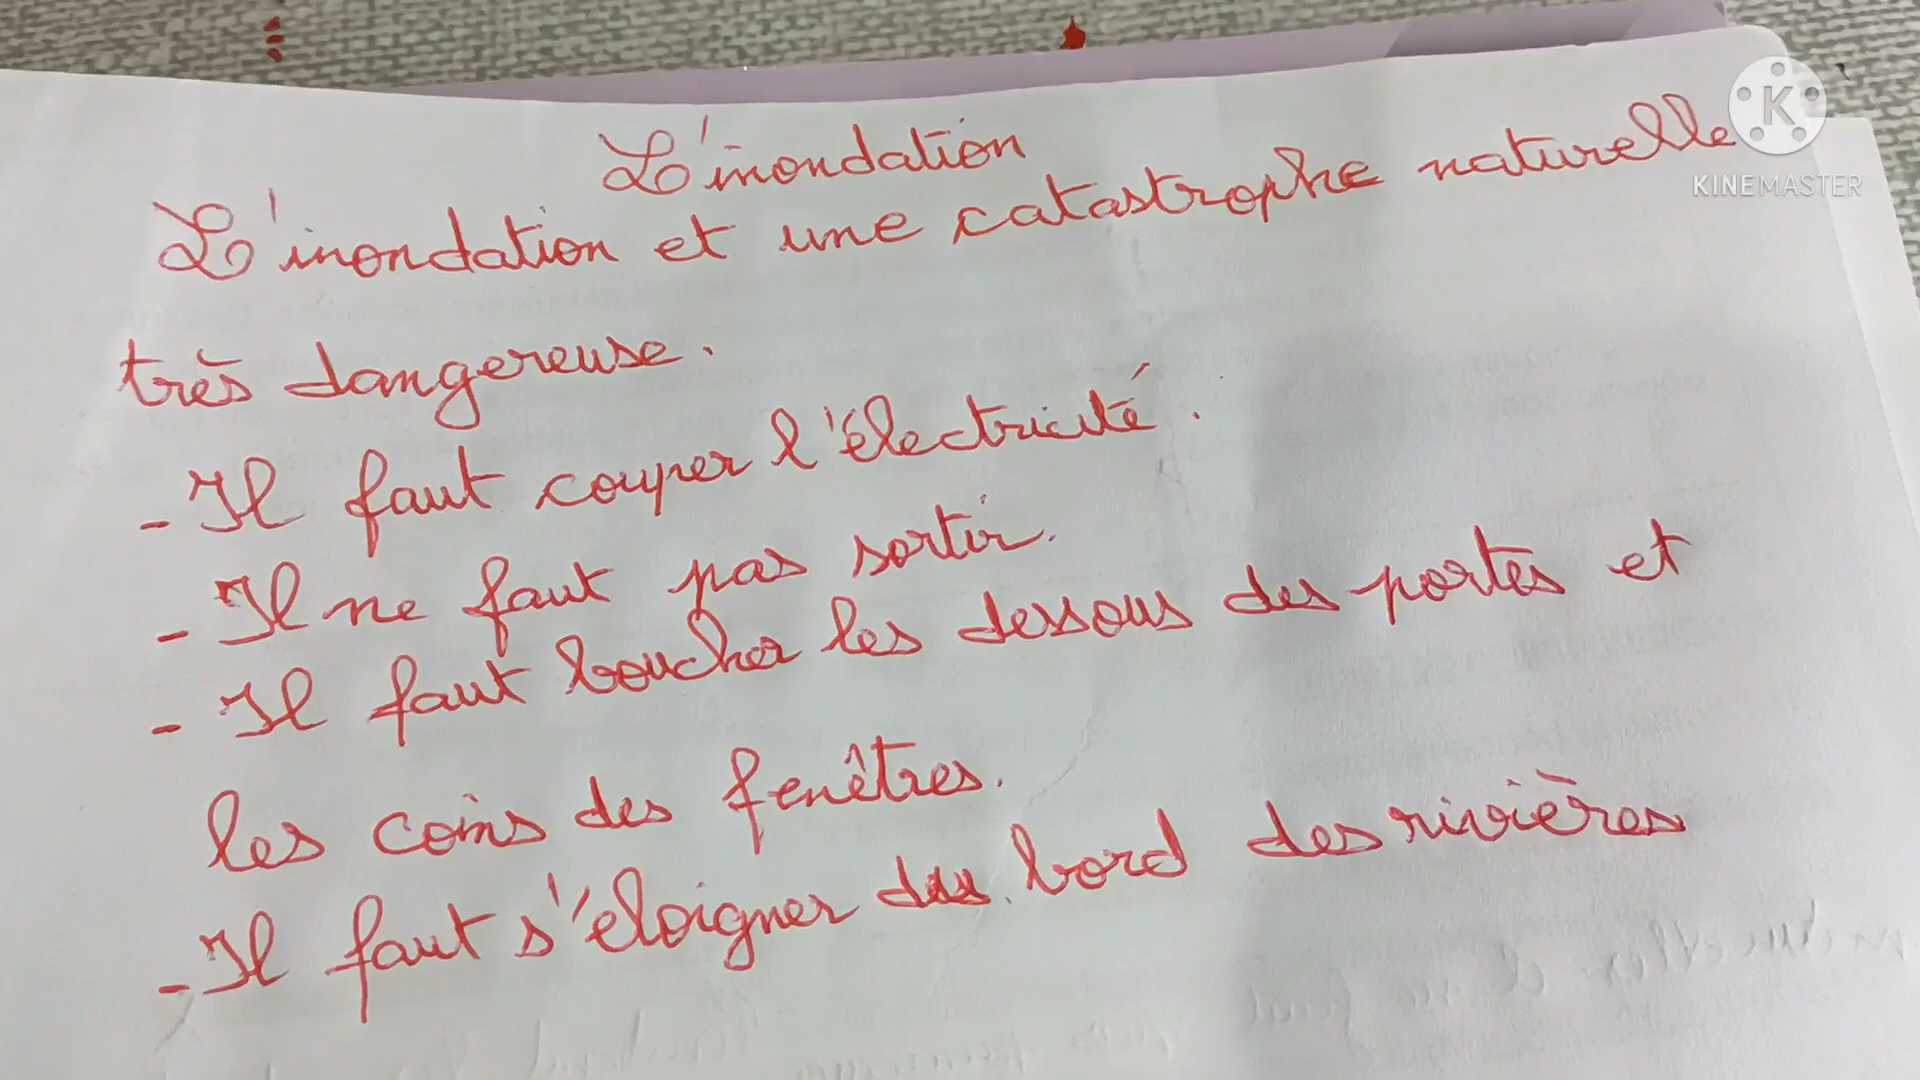 L'inondation
L'inondation et une catastrophe naturelle
très dangereuse.
- Il faut couper l'électricité.
- Il ne faut pas sortir.
- Il faut boucher les dessous des portes et
les coins des fenêtres.
- Il faut s'éloigner du bord des rivières
KINEMASTER